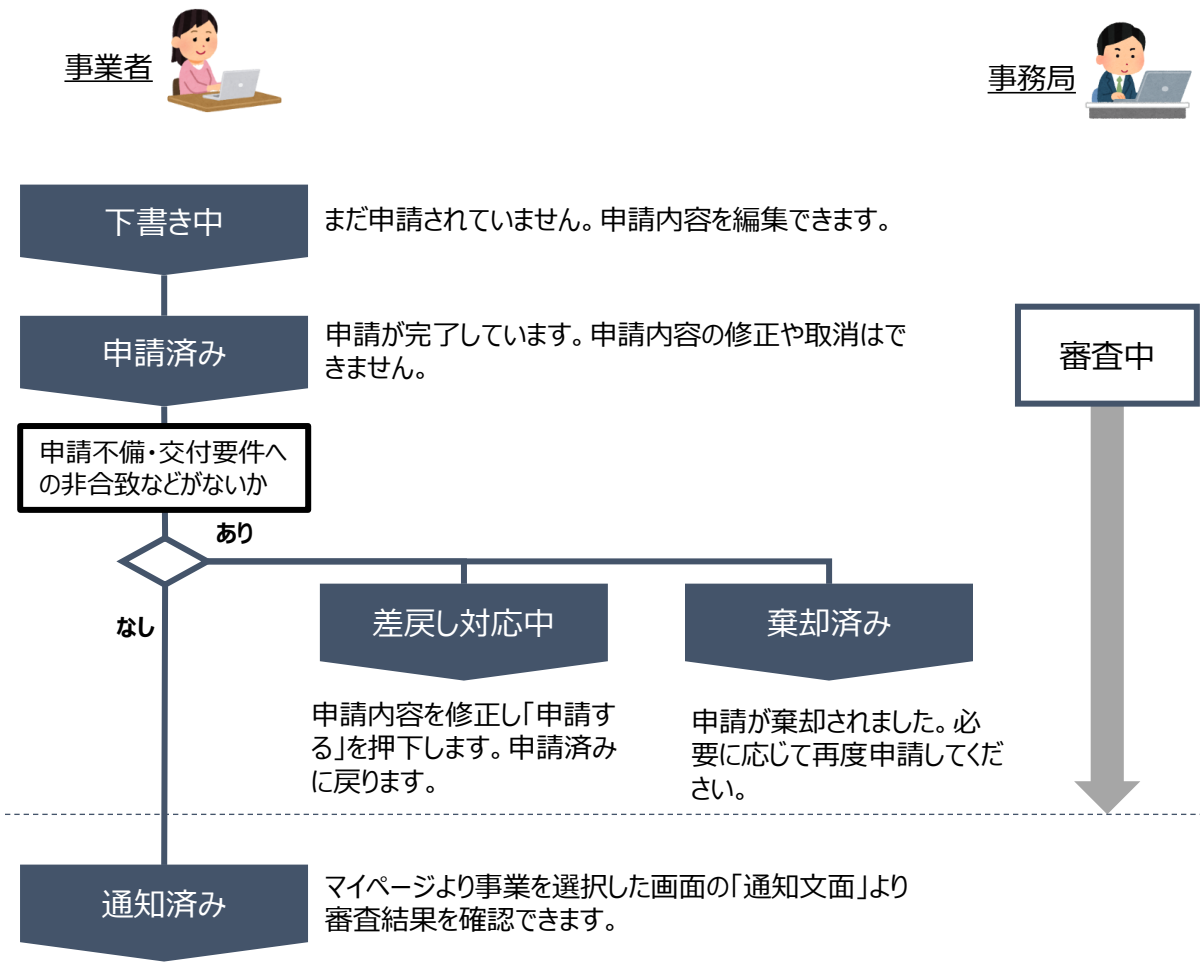 事業者
事務局
下書き中
まだ申請されていません。申請内容を編集できます。
申請済み
申請が完了しています。申請内容の修正や取消はで
きません。
審査中
申請不備・交付要件へ
の非合致などがないか
あり
なし
差戻し対応中
棄却済み
申請内容を修正し「申請す
る」を押下します。申請済み
に戻ります。
申請が棄却されました。必
要に応じて再度申請してくだ
さい。
通知済み
マイページより事業を選択した画面の「通知文面」より
審査結果を確認できます。